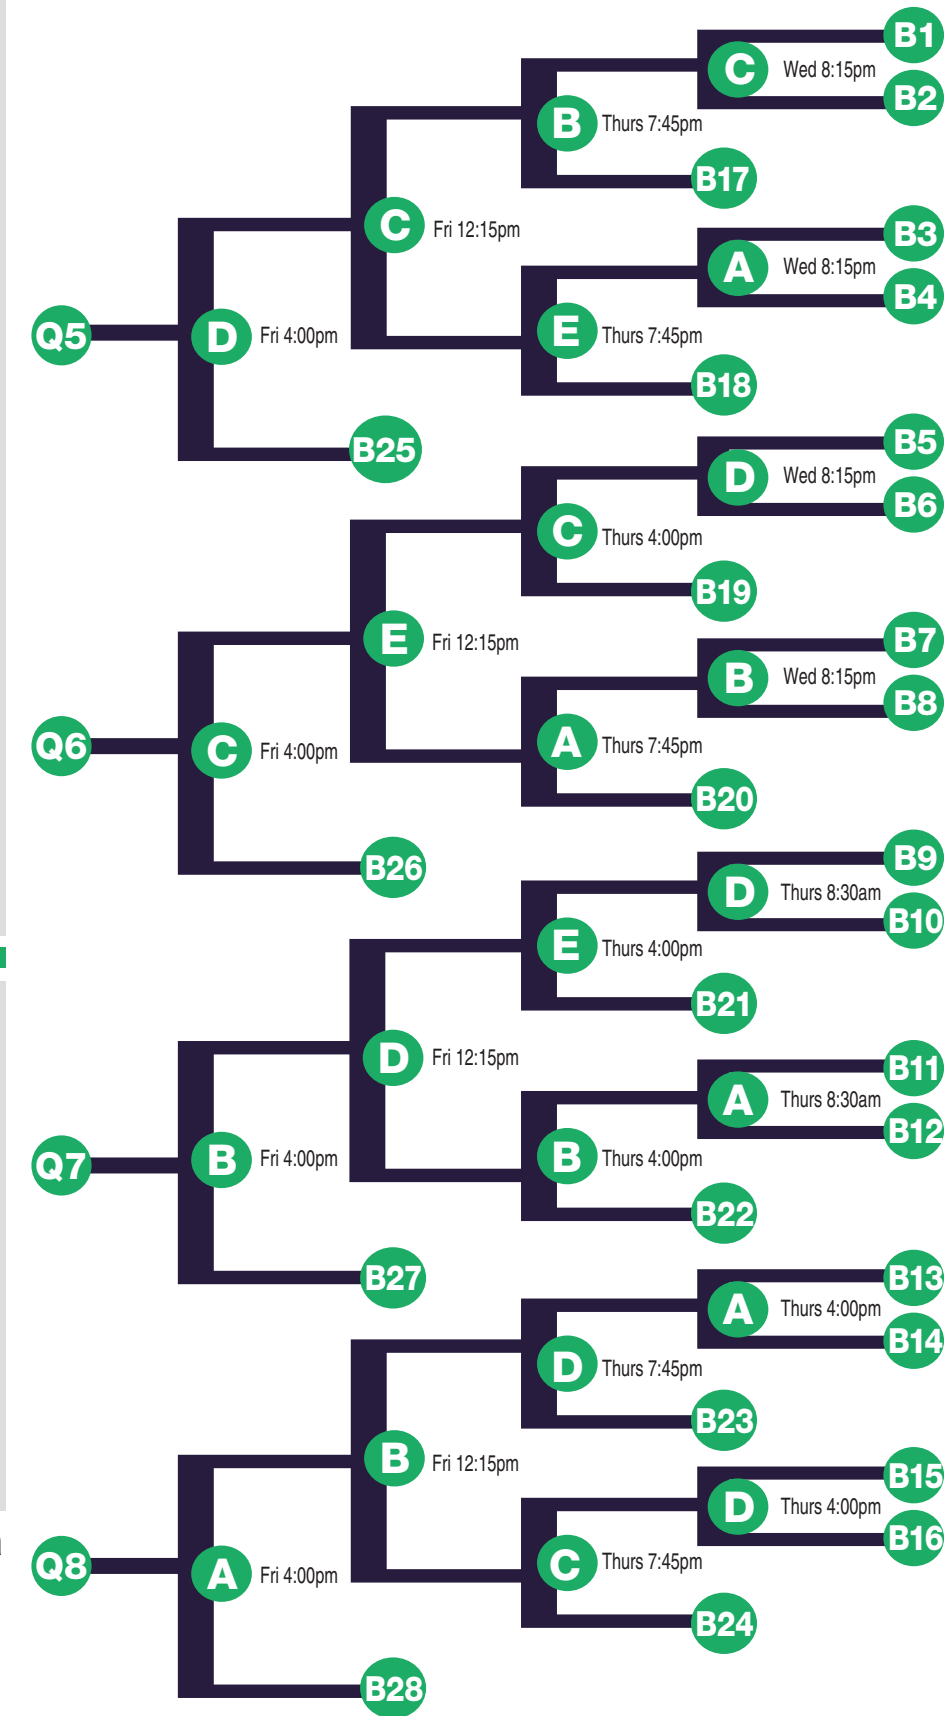 B1
C Wed 8:15pm
B2
B Thurs 7:45pm
B17
C Fri 12:15pm
B3
A Wed 8:15pm
B4
E Thurs 7:45pm
B18
Q5
D Fri 4:00pm
B25
B5
D Wed 8:15pm
B6
C Thurs 4:00pm
B19
E Fri 12:15pm
B7
B Wed 8:15pm
B8
A Thurs 7:45pm
B20
Q6
C Fri 4:00pm
B26
B9
D Thurs 8:30am
B10
E Thurs 4:00pm
B21
D Fri 12:15pm
B11
A Thurs 8:30am
B12
B Thurs 4:00pm
B22
Q7
B Fri 4:00pm
B27
B13
A Thurs 4:00pm
B14
D Thurs 7:45pm
B23
B Fri 12:15pm
B15
D Thurs 4:00pm
B16
C Thurs 7:45pm
B24
Q8
A Fri 4:00pm
B28